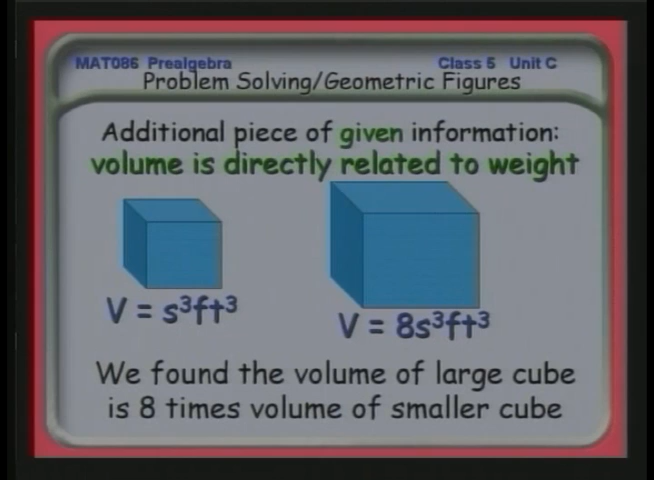 MAT086 Prealgebra Class 5 Unit C
Problem Solving/Geometric Figures
Additional piece of given information:
volume is directly related to weight
V = s³ft³
V = 8s³ft³
We found the volume of large cube
is 8 times volume of smaller cube